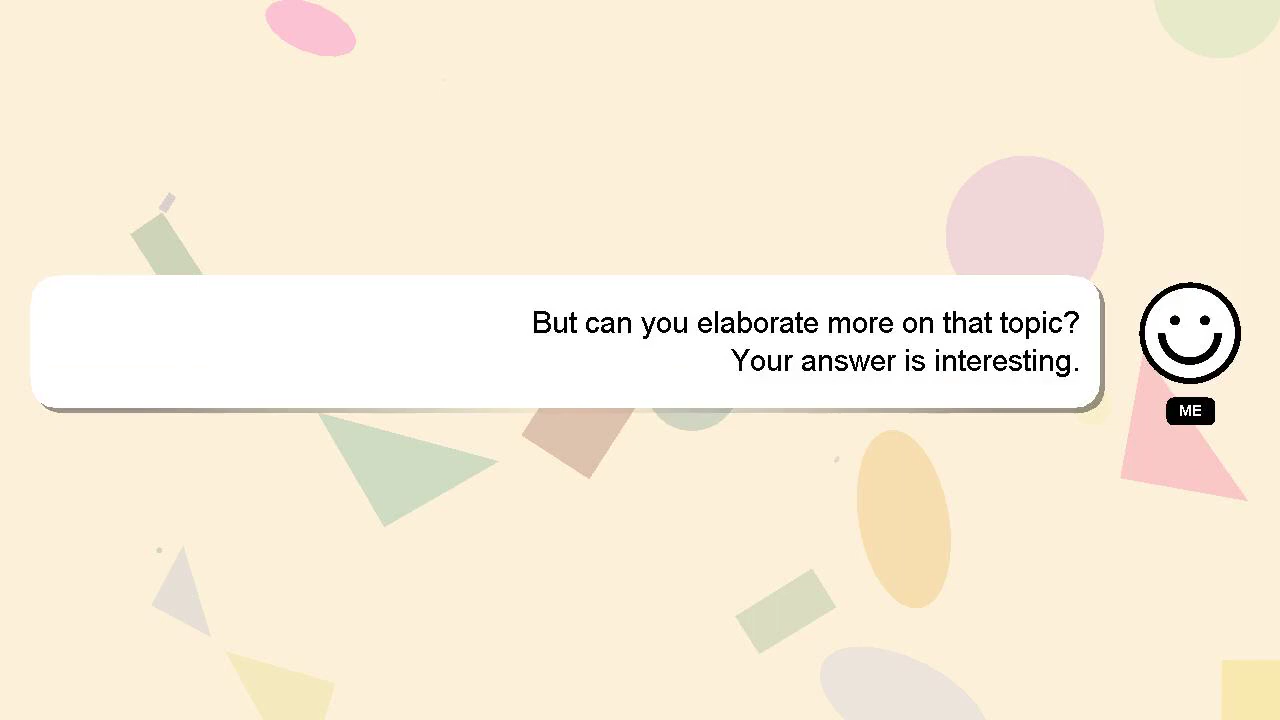 But can you elaborate more on that topic?
Your answer is interesting.
ME